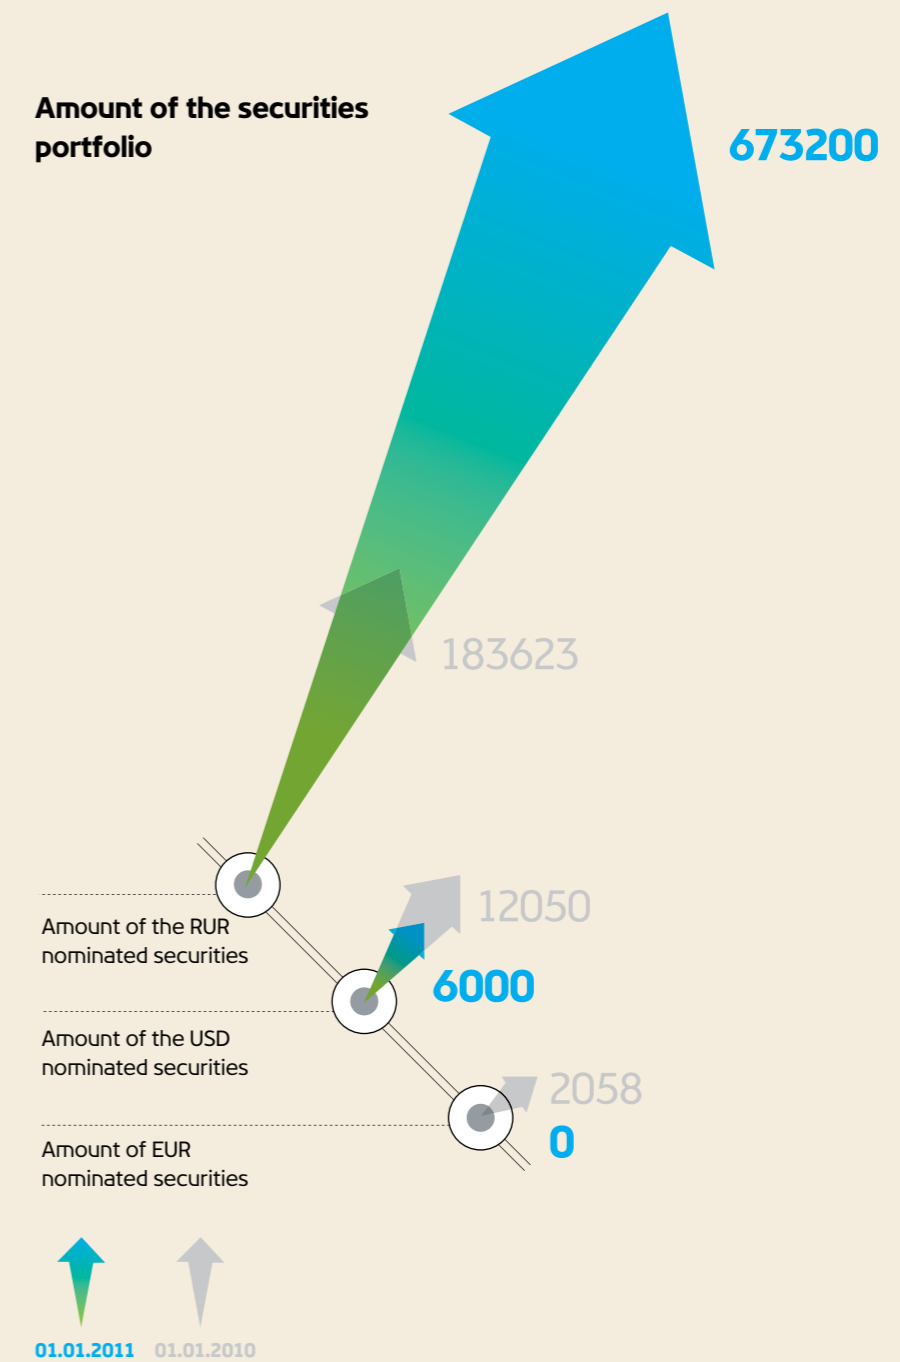 Amount of the securities
portfolio
673200
183623
12050
Amount of the RUR
nominated securities
6000
Amount of the USD
nominated securities
2058
0
Amount of EUR
nominated securities
01.01.2011 01.01.2010